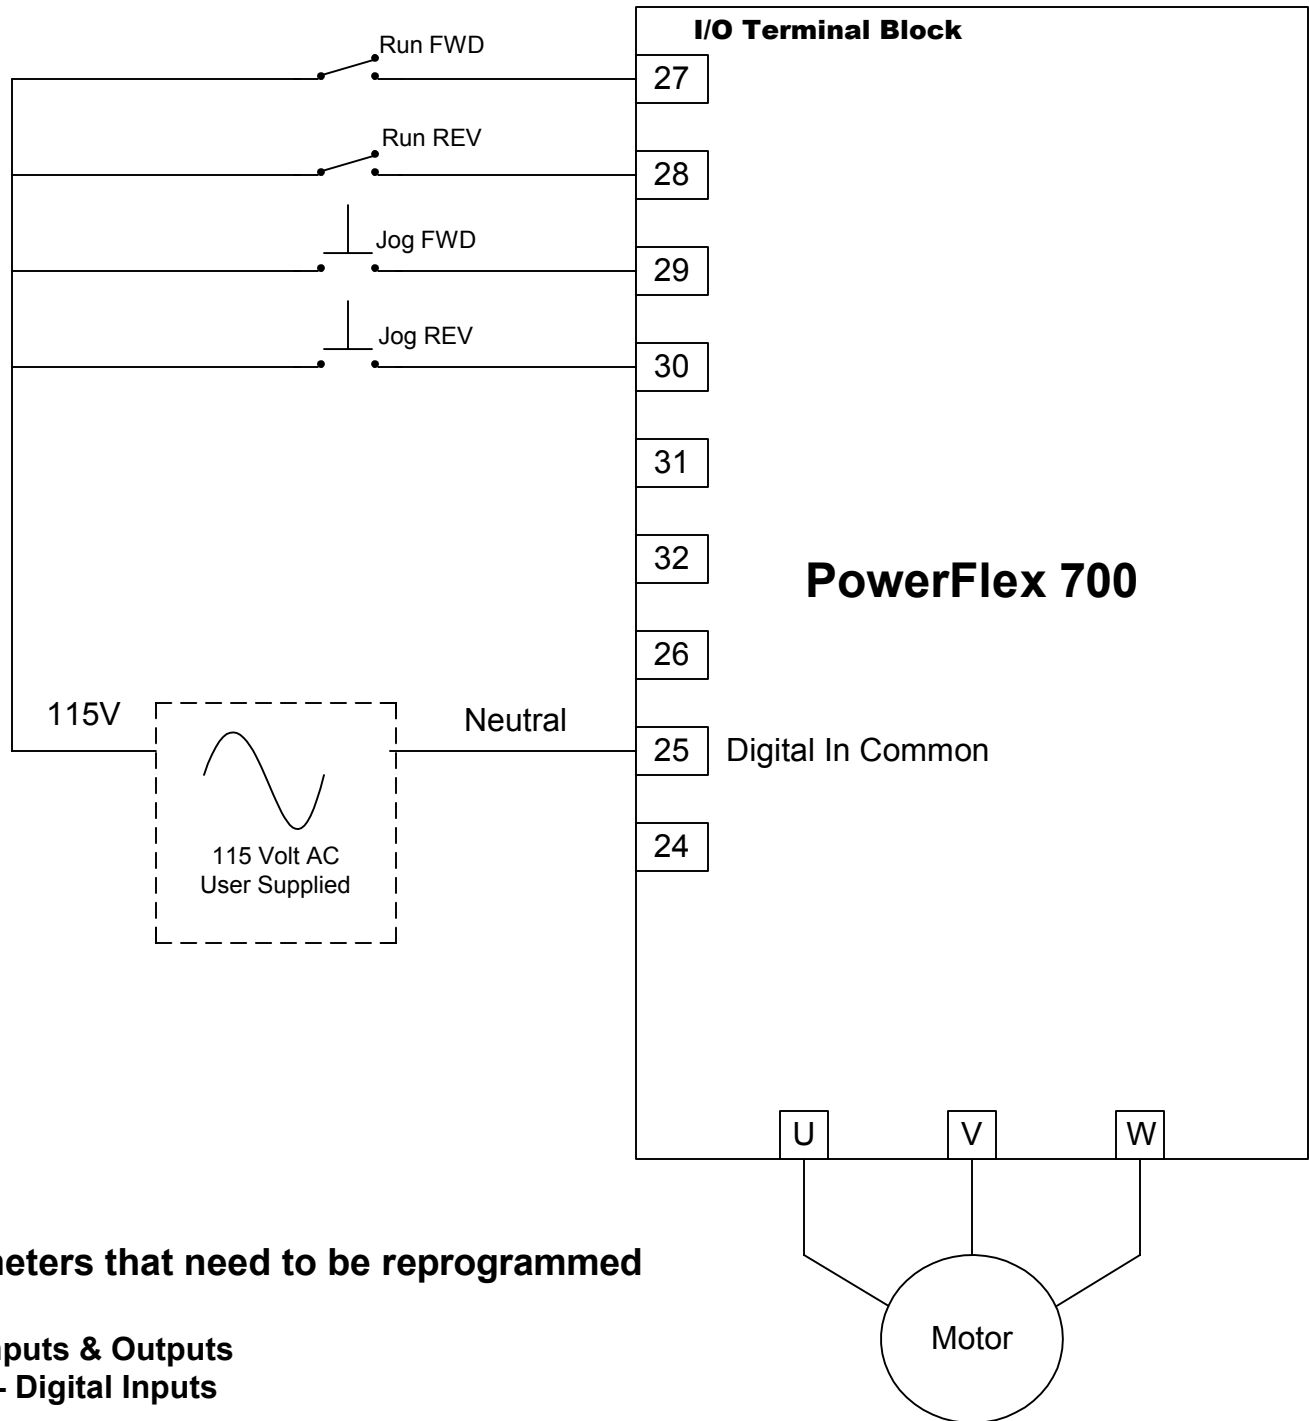 I/O Terminal Block
Run FWD
27
Run REV
28
Jog FWD
29
Jog REV
30
31
32
PowerFlex 700
26
115V
Neutral
25
Digital In Common
24
115 Volt AC
User Supplied
U
V
W
Motor
that need to be reprogrammed
& Outputs
- Digital Inputs